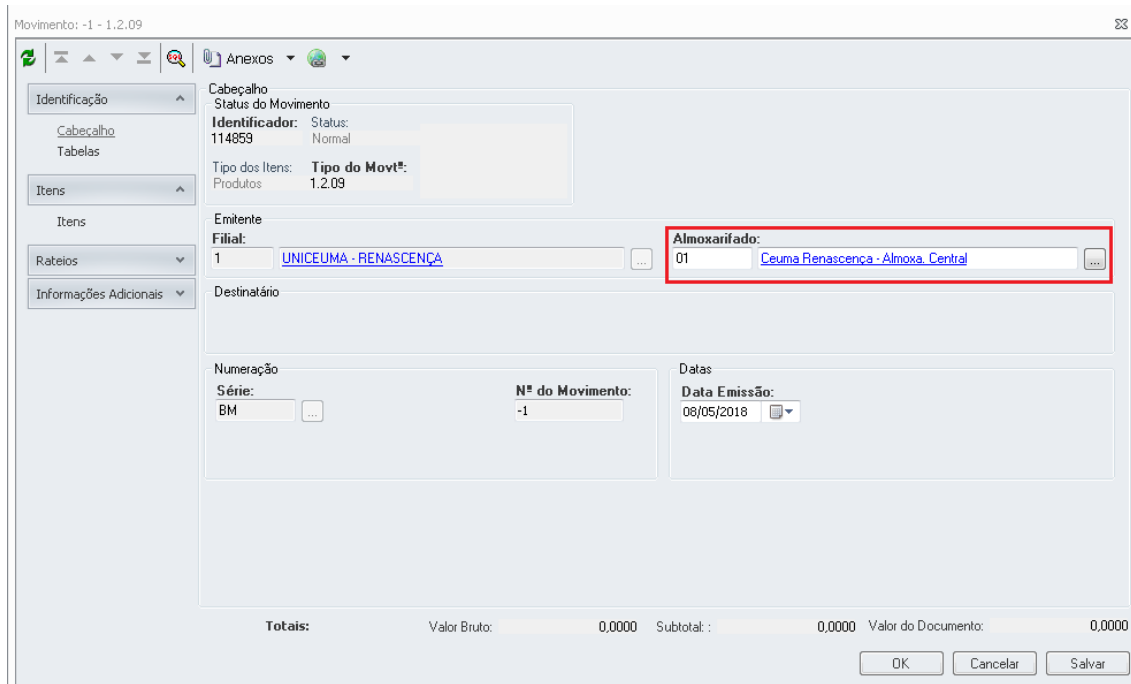 Movimento: -1 - 1.2.09
Anexos
Identificação
Cabeçalho
Tabelas
Itens
Itens
Rateios
Informações Adicionais
Cabeçalho
Status do Movimento
Identificador: Status:
114859 Normal
Tipo dos Itens: Tipo do Movtº:
Produtos 1.2.09
Emitente
Filial: Almoxarifado:
1 UNICEUMA - RENASCENÇA ... 01 Ceuma Renascença - Almoxa. Central ...
Destinatário
Numeração Datas
Série: Nº do Movimento: Data Emissão:
BM ... -1 08/05/2018
Totais: Valor Bruto: 0,0000 Subtotal: : 0,0000 Valor do Documento: 0,0000
OK Cancelar Salvar